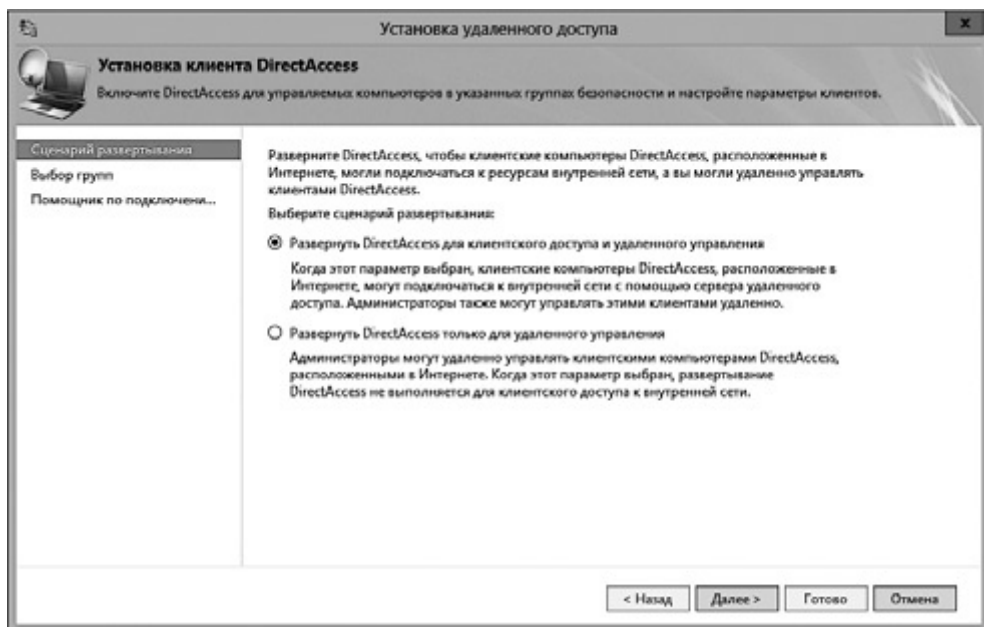 Установка удаленного доступа
x
Установка клиента DirectAccess
Включите DirectAccess для управляемых компьютеров в указанных группах безопасности и настройте параметры клиентов.
Сценарий развертывания
Выбор групп
Помощник по подключени...
Разверните DirectAccess, чтобы клиентские компьютеры DirectAccess, расположенные в
Интернете, могли подключаться к ресурсам внутренней сети, а вы могли удаленно управлять
клиентами DirectAccess.
Выберите сценарий развертывания:
Развернуть DirectAccess для клиентского доступа и удаленного управления
Когда этот параметр выбран, клиентские компьютеры DirectAccess, расположенные в
Интернете, могут подключаться к внутренней сети с помощью сервера удаленного
доступа. Администраторы также могут управлять этими клиентами удаленно.
Развернуть DirectAccess только для удаленного управления
Администраторы могут удаленно управлять клиентскими компьютерами DirectAccess,
расположенными в Интернете. Когда этот параметр выбран, развертывание
DirectAccess не выполняется для клиентского доступа к внутренней сети.
< Назад
Далее >
Готово
Отмена